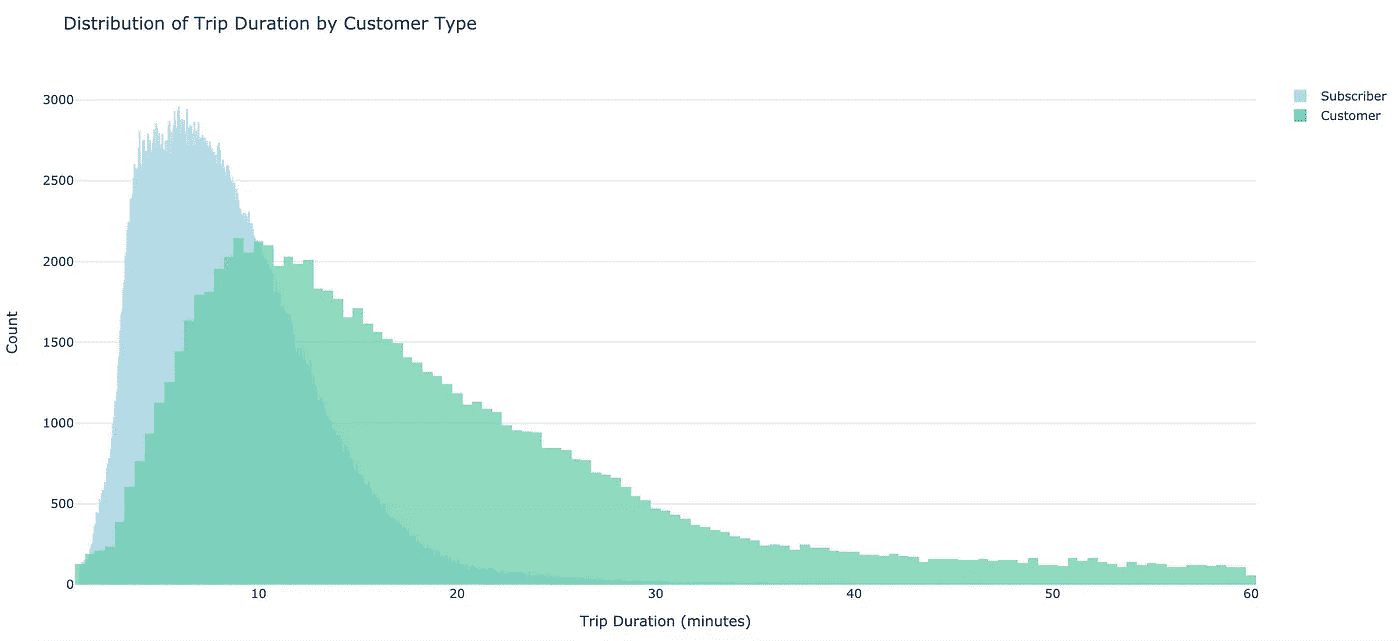 Distribution of Trip Duration by Customer Type
Subscriber
Customer
3000
2500
2000
1500
1000
500
0
Count
10 20 30 40 50 60
Trip Duration (minutes)